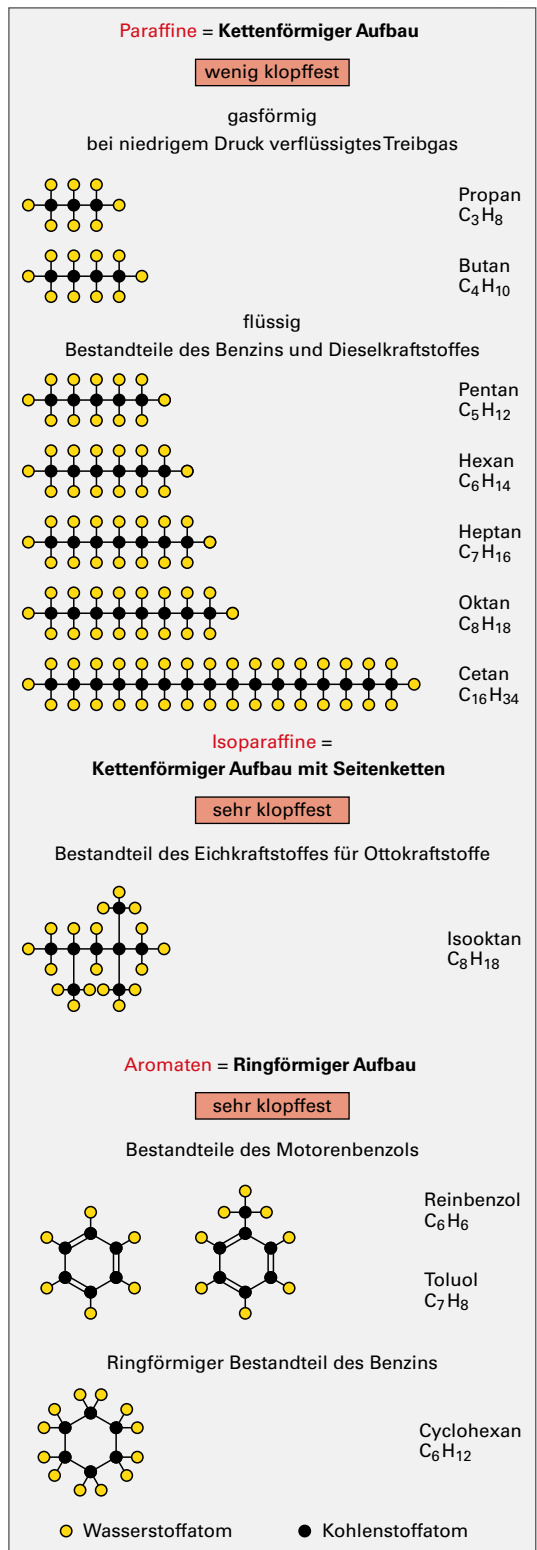 Paraffine = Kettenförmiger Aufbau
wenig klopffest
gasförmig
bei niedrigem Druck verflüssigtes Treibgas
Propan
C3H8
Butan
C4H10
flüssig
Bestandteile des Benzins und Dieselkraftstoffes
Pentan
C5H12
Hexan
C6H14
Heptan
C7H16
Oktan
C8H18
Cetan
C16H34
Isoparaffine =
Kettenförmiger Aufbau mit Seitenketten
sehr klopffest
Bestandteil des Eichkraftstoffes für Ottokraftstoffe
Isooktan
C8H18
Aromaten = Ringförmiger Aufbau
sehr klopffest
Bestandteile des Motorenbenzols
Reinbenzol
C6H6
Toluol
C7H8
Ringförmiger Bestandteil des Benzins
Cyclohexan
C6H12
Wasserstoffatom Kohlenstoffatom